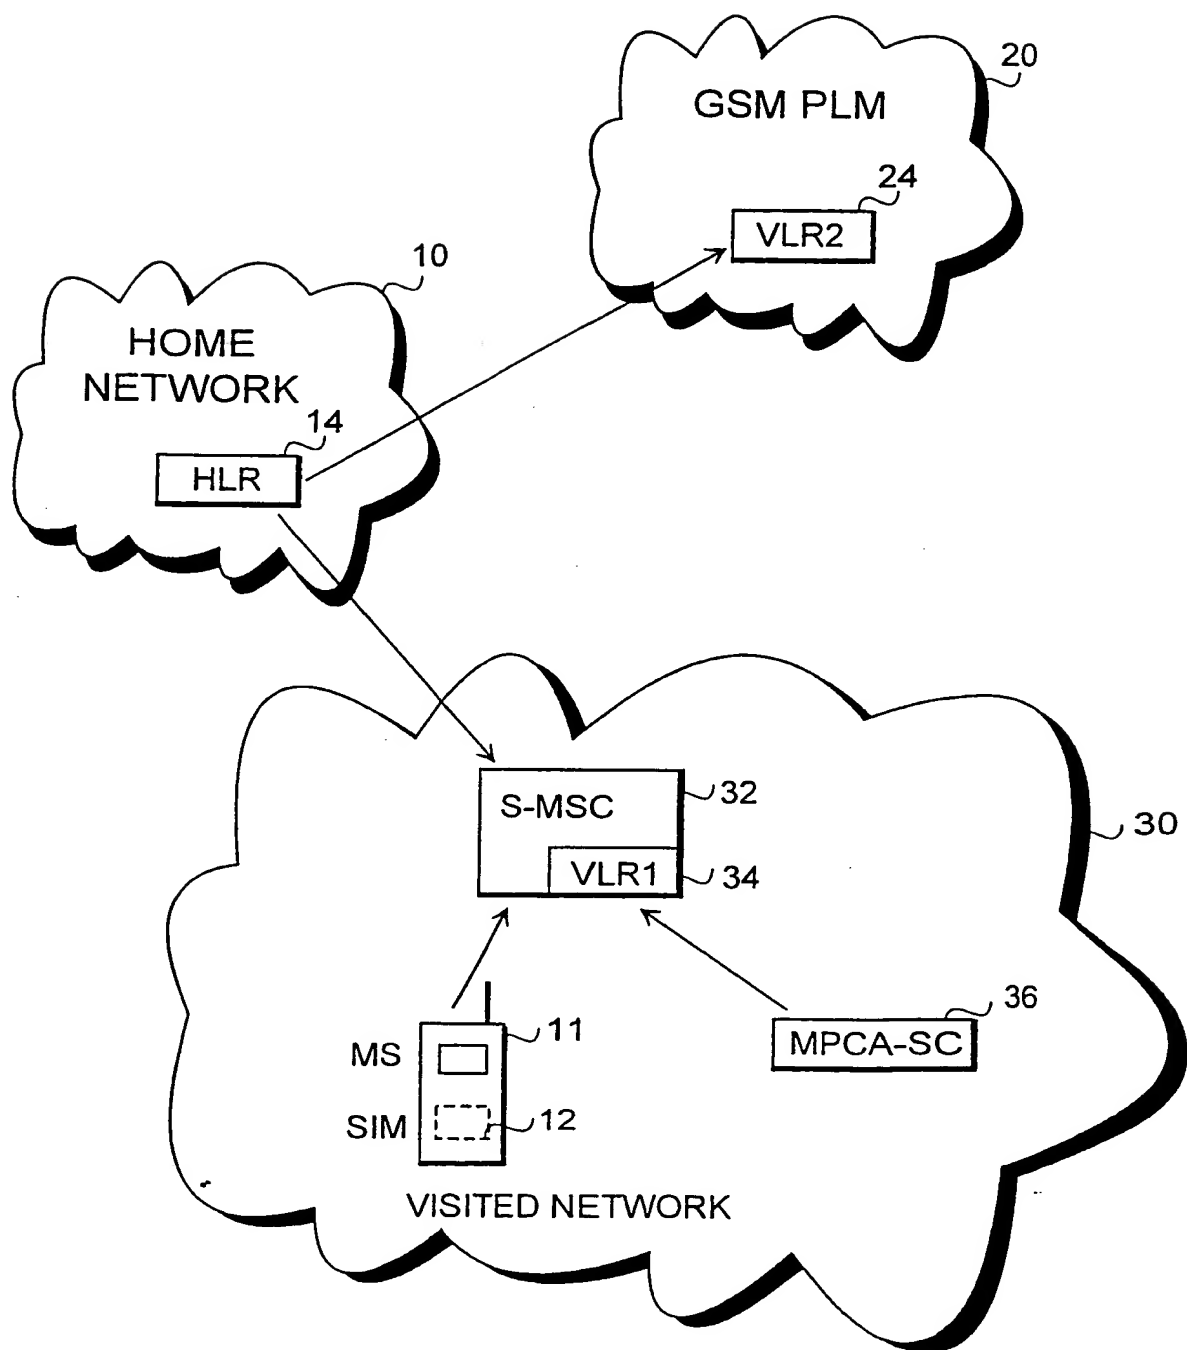 20
GSM PLM
24
VLR2
10
HOME
NETWORK
14
HLR
S-MSC
32
30
VLR1
34
36
11
MPCA-SC
MS
SIM
12
VISITED NETWORK